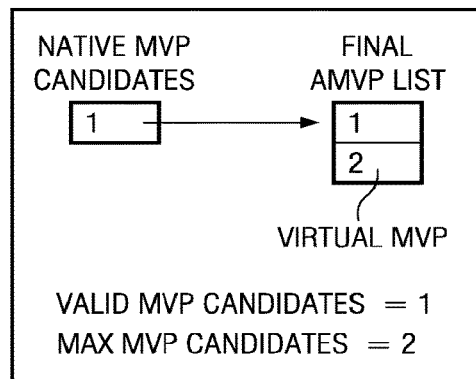 NATIVE MVP CANDIDATES
FINAL AMVP LIST
1
1
2
VIRTUAL MVP
VALID MVP CANDIDATES = 1
MAX MVP CANDIDATES = 2